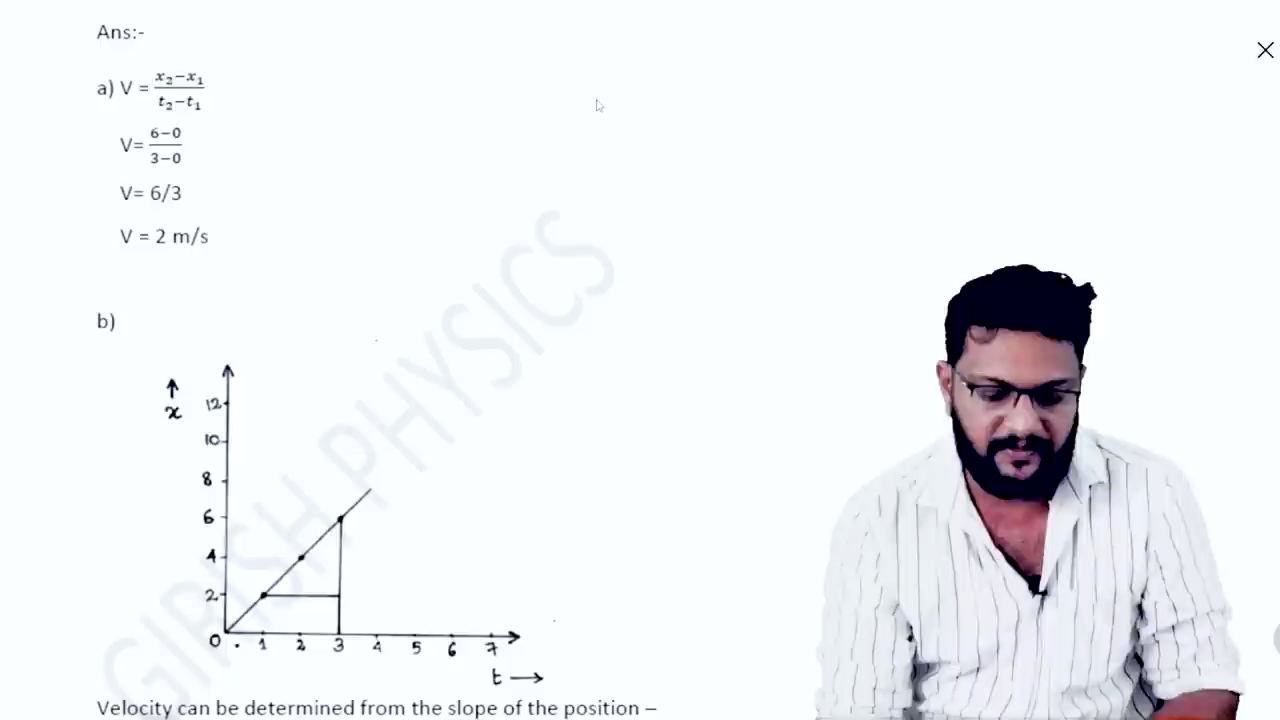 Ans:-
a) V = x₂−x₁ / t₂−t₁
V= 6−0 / 3−0
V= 6/3
V = 2 m/s
b)
↑
x
12
10
8
6
4
2
0 . 1 2 3 4 5 6 7
t →
Velocity can be determined from the slope of the position –
GIRISH PHYSICS